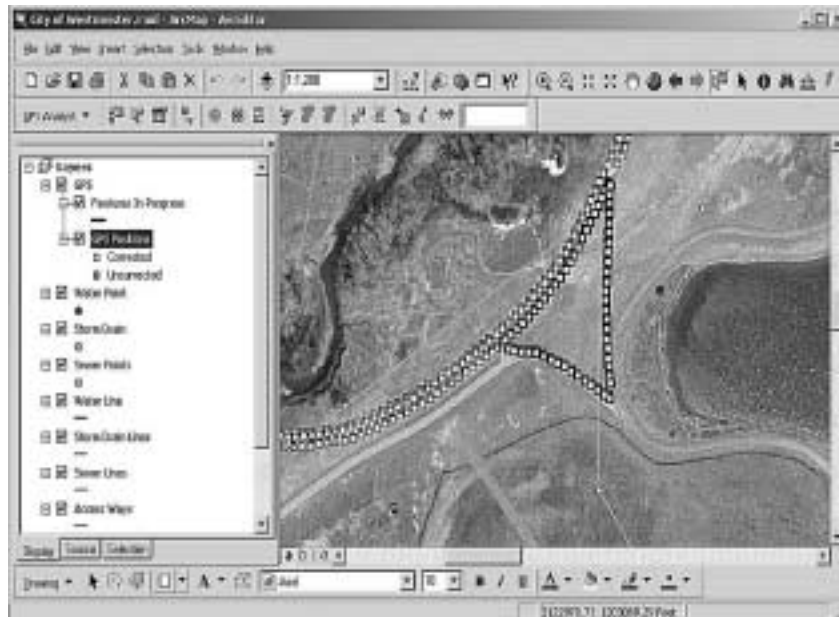 City of Westminster.mxd - ArcMap - ArcEditor
File Edit View Insert Selection Tools Window Help
1:1,200
GPS Analyst
Layers
GPS
Features In Progress
GPS Positions
Corrected
Uncorrected
Water Point
Storm Drain
Sewer Points
Water Line
Storm Drain Lines
Sewer Lines
Access Ways
Display Source Selection
Drawing A Arial 10 B I U A